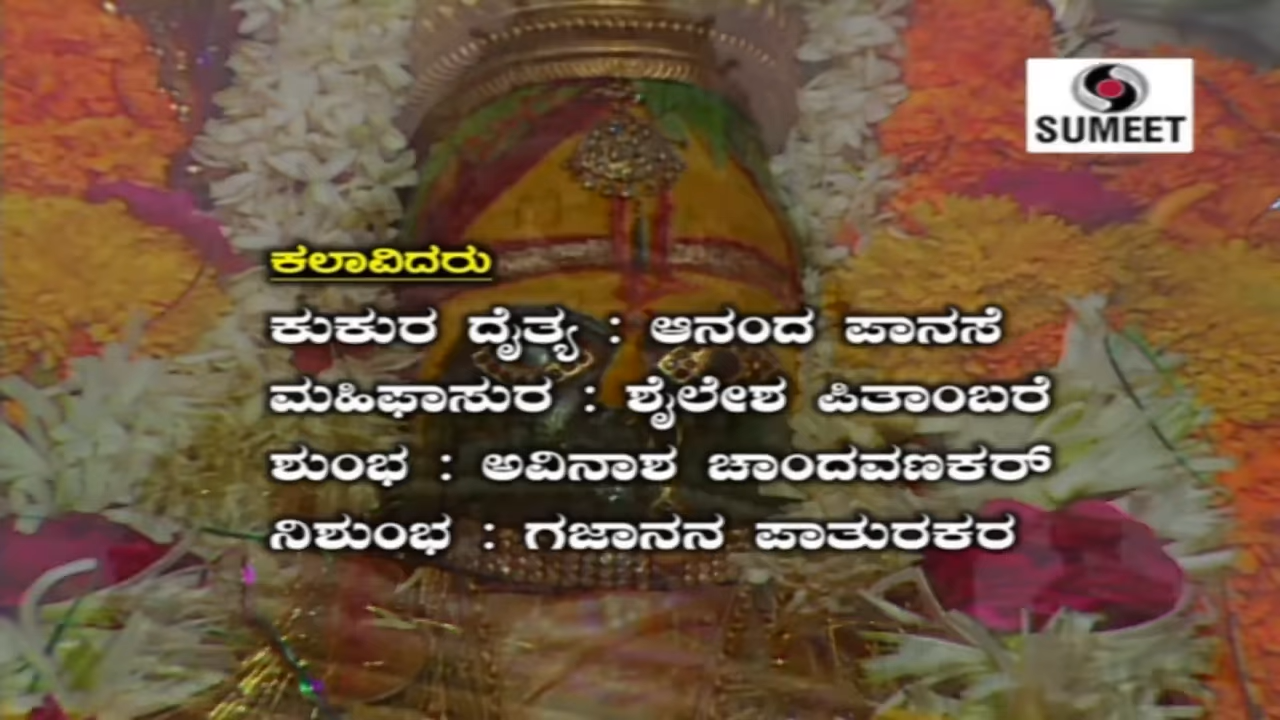 SUMEET
ಕಲಾವಿದರು
ಕುಕುರ ದೈತ್ಯ : ಆನಂದ ಪಾನಸೆ
ಮಹಿಫಾಸುರ : ಶೈಲೇಶ ಪಿತಾಂಬರೆ
ಶುಂಭ : ಅವಿನಾಶ ಚಾಂದವಣಕರ್
ನಿಶುಂಭ : ಗಜಾನನ ಪಾತುರಕರ